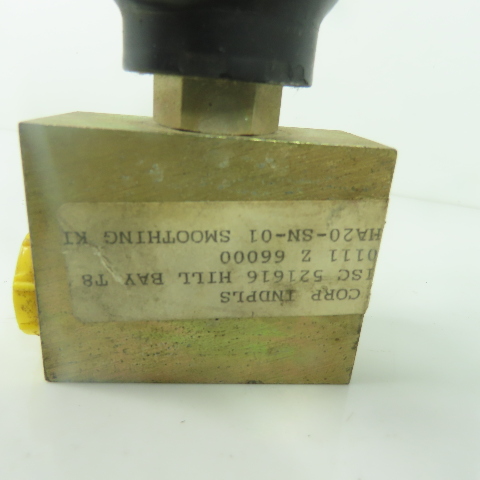 CORP INDPLS
ISC 521616 HILL BAY T8
0111 Z 66000
HA20-SN-01 SMOOTHING KI